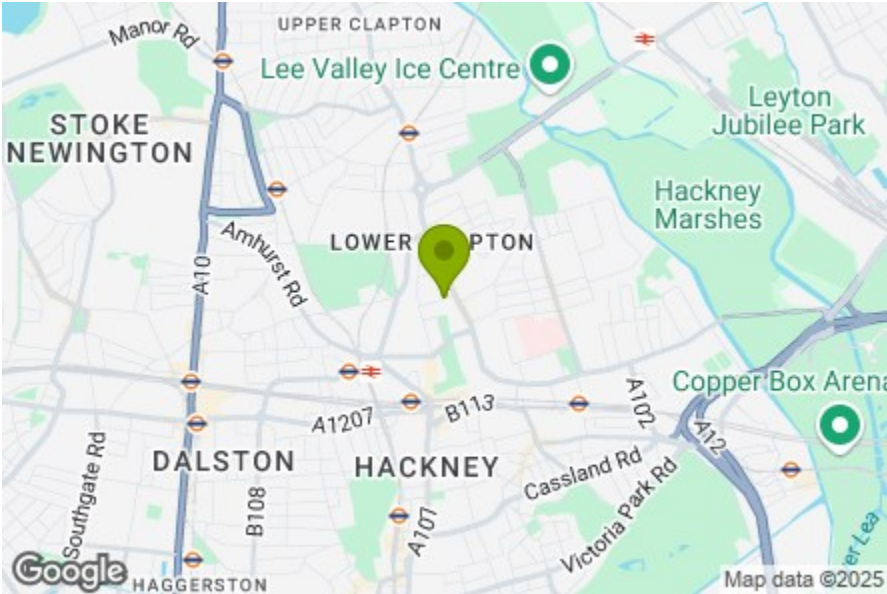 UPPER CLAPTON
Manor Rd
Lee Valley Ice Centre
Leyton
Jubilee Park
STOKE
NEWINGTON
Hackney
Marshes
LOWER PTON
Amhurst Rd
A10
Copper Box Arena
A102
B113
A1207
A12
DALSTON
HACKNEY
Cassland Rd
Southgate Rd
B108
A107
Victoria Park Rd
er Lea
Google
HAGGERSTON
Map data ©2025